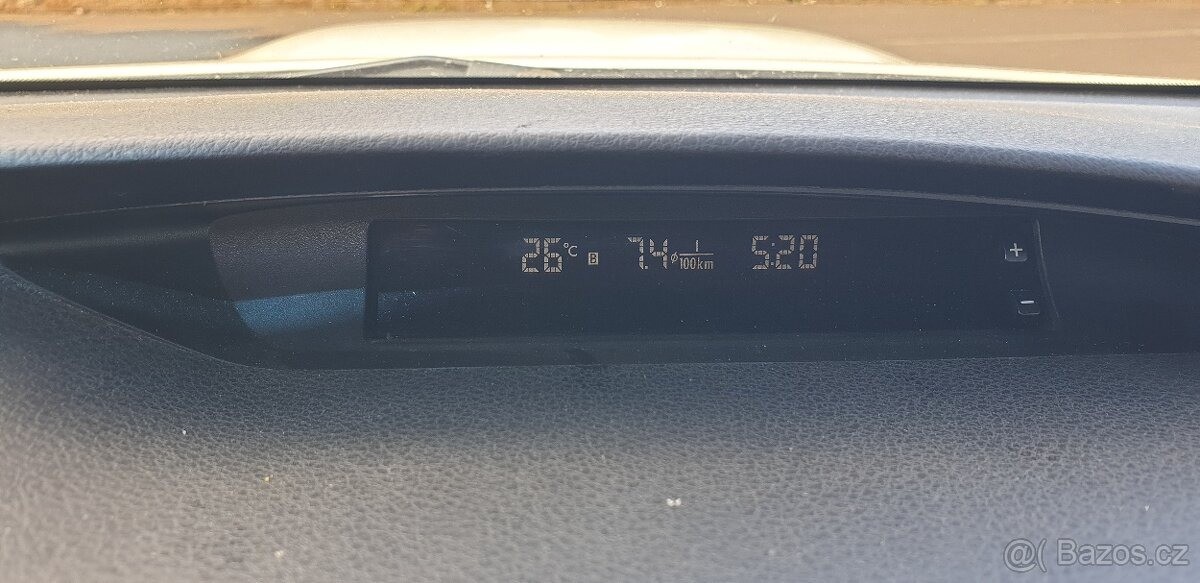 26°C B 7.4 ø l/100km 5:20 +
−
@( Bazos.cz